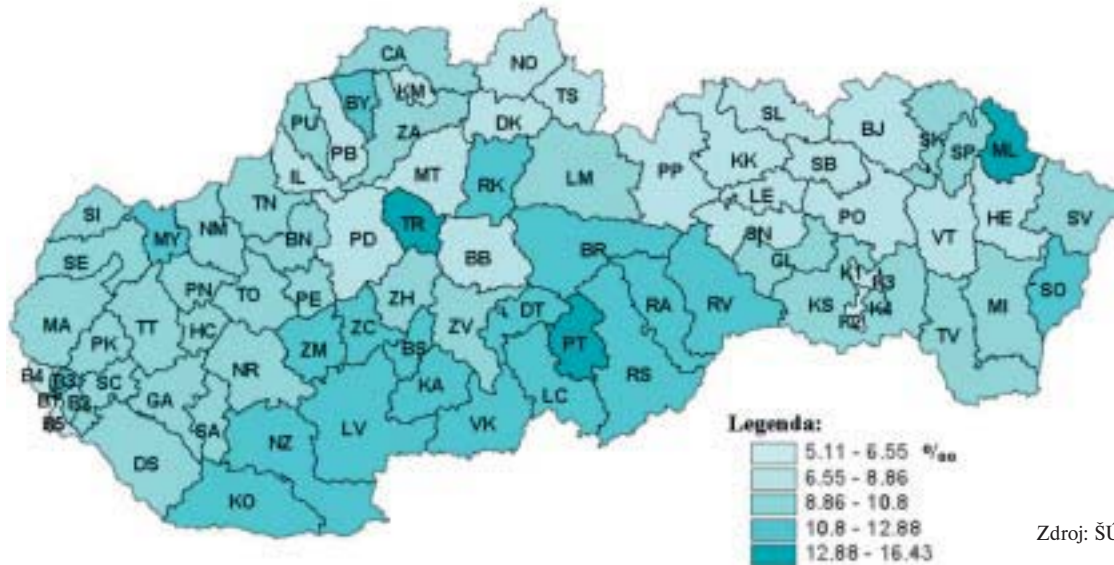 CA
NO
TS
KM
BY
PU
PB
ZA
DK
SL
BJ
SK
SP
ML
IL
MT
RK
LM
PP
KK
SB
LE
SI
TN
MY
NM
BN
PD
TR
BB
SN
PO
VT
HE
SV
SE
PN
TO
PE
ZH
BR
GL
K1
K3
MA
PK
TT
HC
ZM
ZC
BS
ZV
DT
RA
RV
KS
K4
MI
SO
B4
SC
NR
KA
PT
TV
GA
SA
NZ
LV
VK
LC
RS
DS
KO
Legenda:
5.11 - 6.55 %
6.55 - 8.86
8.86 - 10.8
10.8 - 12.88
12.88 - 16.43
Zdroj: ŠÚ